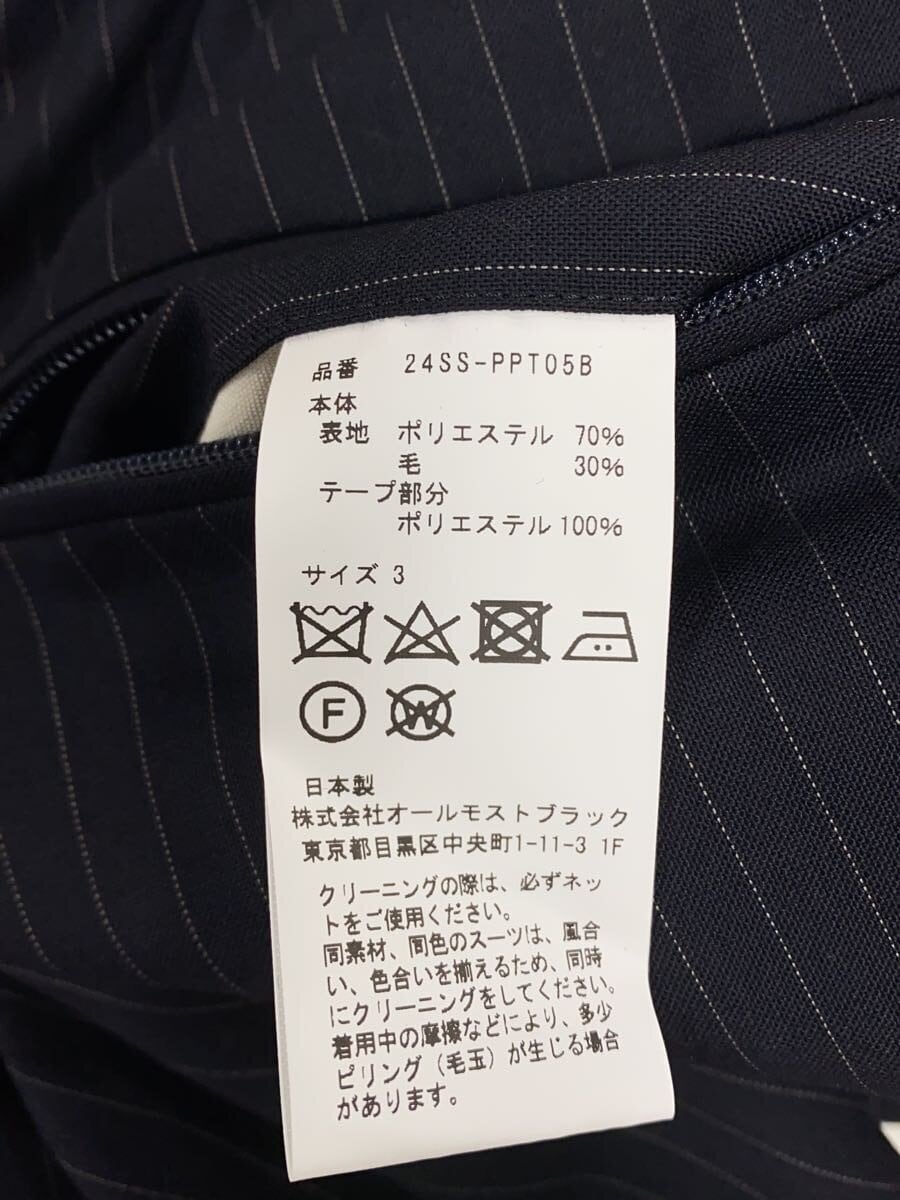 品番 24SS-PPT05B
本体
表地 ポリエステル 70%
毛 30%
テープ部分
ポリエステル 100%
サイズ 3
F W
日本製
株式会社オールモストブラック
東京都目黒区中央町1-11-3 1F
クリーニングの際は、必ずネッ
トをご使用ください。
同素材、同色のスーツは、風合
い、色合いを揃えるため、同時
にクリーニングをしてください。
着用中の摩擦などにより、多少
ピリング（毛玉）が生じる場合
があります。